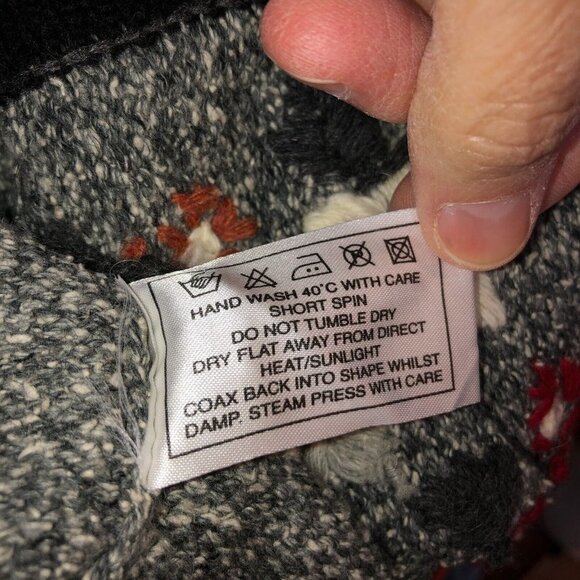 HAND WASH 40°C WITH CARE
SHORT SPIN
DO NOT TUMBLE DRY
DRY FLAT AWAY FROM DIRECT
HEAT/SUNLIGHT
COAX BACK INTO SHAPE WHILST
DAMP. STEAM PRESS WITH CARE